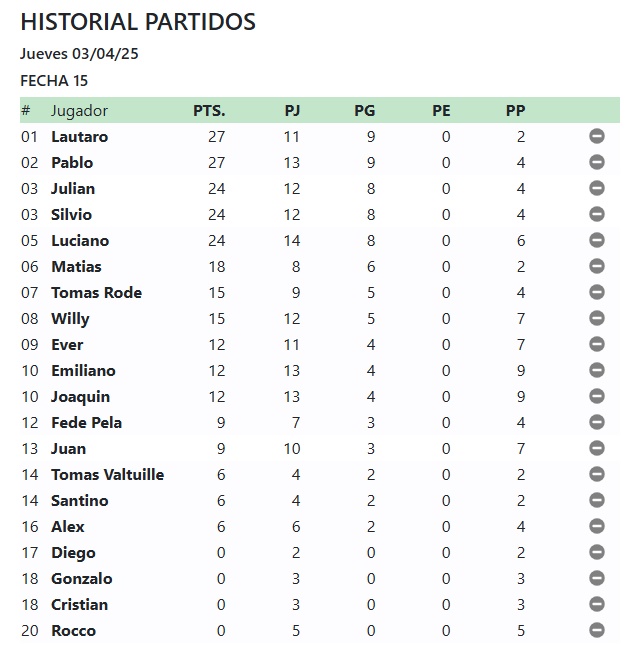 HISTORIAL PARTIDOS
Jueves 03/04/25
FECHA 15
# Jugador PTS. PJ PG PE PP
01 Lautaro 27 11 9 0 2
02 Pablo 27 13 9 0 4
03 Julian 24 12 8 0 4
03 Silvio 24 12 8 0 4
05 Luciano 24 14 8 0 6
06 Matias 18 8 6 0 2
07 Tomas Rode 15 9 5 0 4
08 Willy 15 12 5 0 7
09 Ever 12 11 4 0 7
10 Emiliano 12 13 4 0 9
10 Joaquin 12 13 4 0 9
12 Fede Pela 9 7 3 0 4
13 Juan 9 10 3 0 7
14 Tomas Valtuille 6 4 2 0 2
14 Santino 6 4 2 0 2
16 Alex 6 6 2 0 4
17 Diego 0 2 0 0 2
18 Gonzalo 0 3 0 0 3
18 Cristian 0 3 0 0 3
20 Rocco 0 5 0 0 5